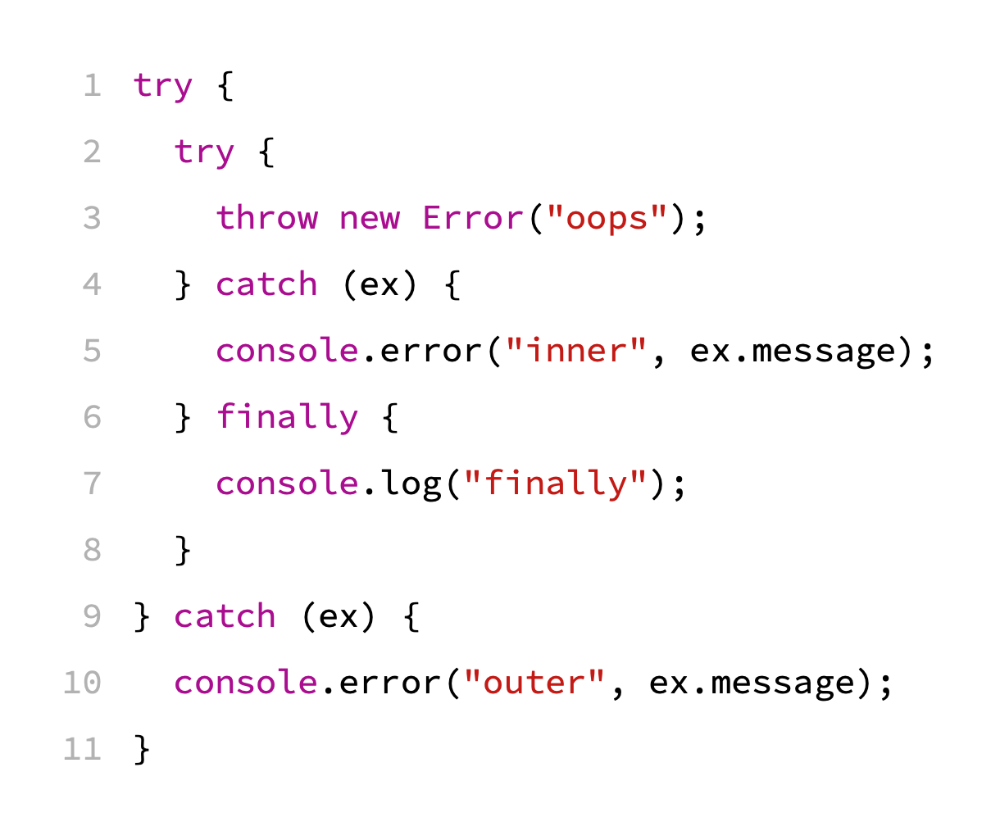 1 try {
2   try {
3     throw new Error("oops");
4   } catch (ex) {
5     console.error("inner", ex.message);
6   } finally {
7     console.log("finally");
8   }
9 } catch (ex) {
10   console.error("outer", ex.message);
11 }